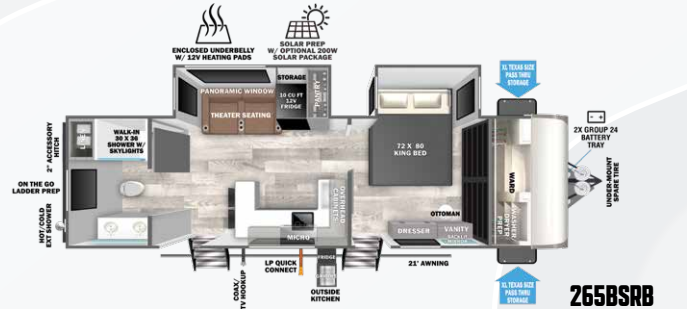 ENCLOSED UNDERBELLY
W/ 12V HEATING PADS
SOLAR PREP
W/ OPTIONAL 200W
SOLAR PACKAGE
XL TEXAS SIZE
PASS THRU
STORAGE
STORAGE
PANORAMIC WINDOW
10 CU FT
12V
FRIDGE
PANTRY
THEATER SEATING
2" ACCESSORY
HITCH
WALK-IN
30 X 36
SHOWER W/
SKYLIGHTS
2X GROUP 24
BATTERY
TRAY
72 X 80
KING BED
ON THE GO
LADDER PREP
WARD
UNDER-MOUNT
SPARE TIRE
OVERHEAD
CABINETS
OTTOMAN
WASHER/
DRYER
PREP
HOT/COLD
EXT SHOWER
DRESSER
VANITY
MICRO
LP QUICK
CONNECT
FRIDGE
21' AWNING
COAX/
TV HOOKUP
OUTSIDE
KITCHEN
XL TEXAS SIZE
PASS THRU
STORAGE
265BSRB